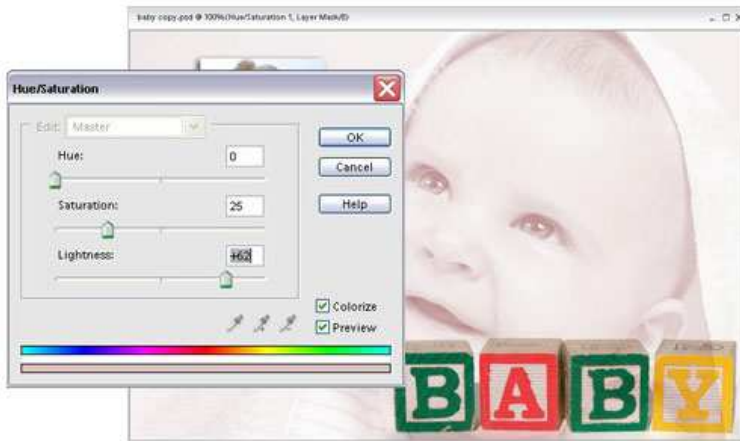 baby copy.psd @ 100%(Hue/Saturation 1, Layer Mask/8)
Hue/Saturation
Edit: Master
Hue: 0
Saturation: 25
Lightness: +62
OK
Cancel
Help
Colorize
Preview
BABY